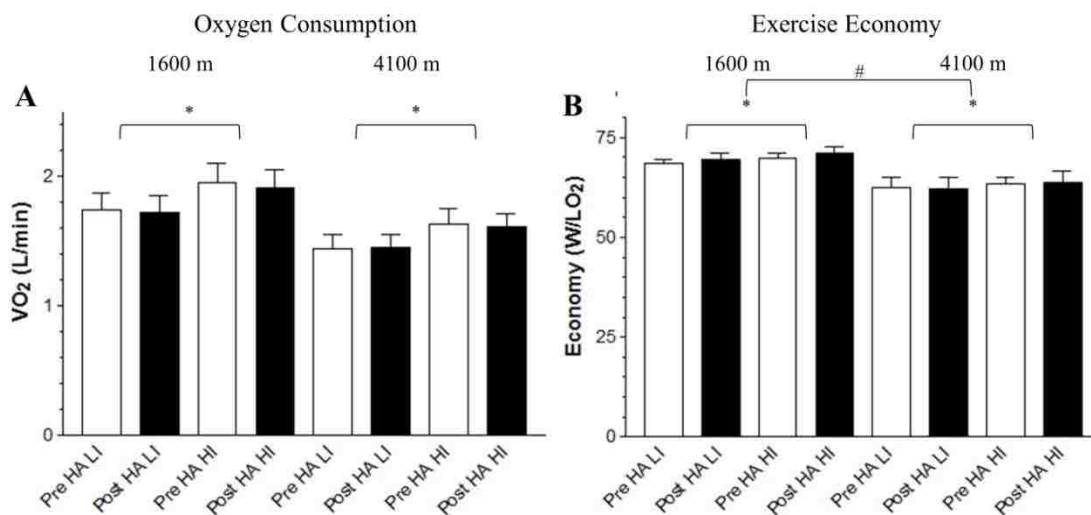 Oxygen Consumption
1600 m 4100 m
A
* *
VO₂ (L/min)
2
1
0
Pre HA LI
Post HA LI
Pre HA HI
Post HA HI
Pre HA LI
Post HA LI
Pre HA HI
Post HA HI
Exercise Economy
1600 m 4100 m
#
B
* *
Economy (W/LO₂)
75
50
25
0
Pre HA LI
Post HA LI
Pre HA HI
Post HA HI
Pre HA LI
Post HA LI
Pre HA HI
Post HA HI